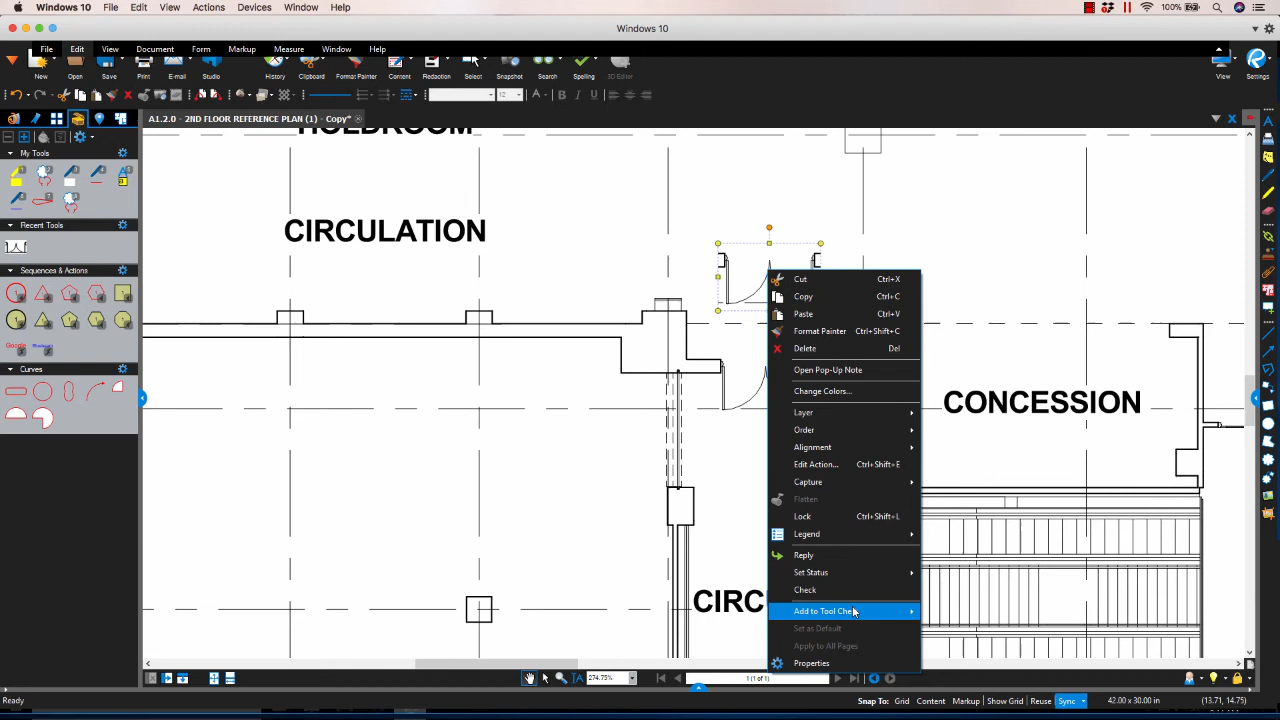 Windows 10 File Edit View Actions Devices Window Help 100%
Windows 10
File Edit View Document Form Markup Measure Window Help
New Open Save Print E-mail Studio History Clipboard Format Painter Content Redaction Select Snapshot Search Spelling 3D Editor View Settings
12 A B I U
A1.2.0 - 2ND FLOOR REFERENCE PLAN (1) - Copy*
HOLDROOM
My Tools
Recent Tools
CIRCULATION
Sequences & Actions
Curves
Cut Ctrl+X
Copy Ctrl+C
Paste Ctrl+V
Format Painter Ctrl+Shift+C
Delete Del
Open Pop-Up Note
Change Colors...
Layer
Order
Alignment
Edit Action... Ctrl+Shift+E
Capture
Flatten
Lock Ctrl+Shift+L
Legend
Reply
Set Status
Check
Add to Tool Che
Set as Default
Apply to All Pages
Properties
CONCESSION
CIRC
274.75% 1 (1 of 1)
Ready Snap To: Grid Content Markup Show Grid Reuse Sync 42.00 x 30.00 in (13.71, 14.75)